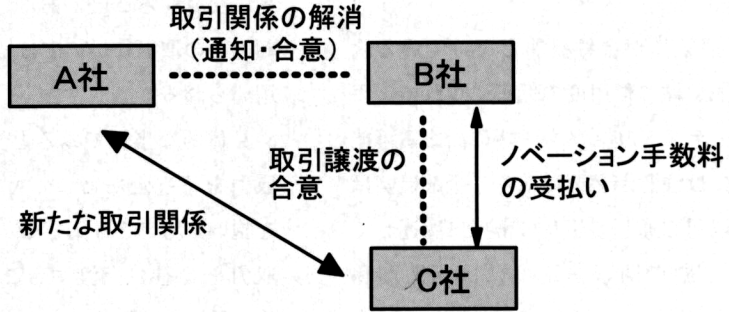 取引関係の解消
（通知・合意）
A社
B社
取引譲渡の
合意
ノベーション手数料
の受払い
新たな取引関係
C社